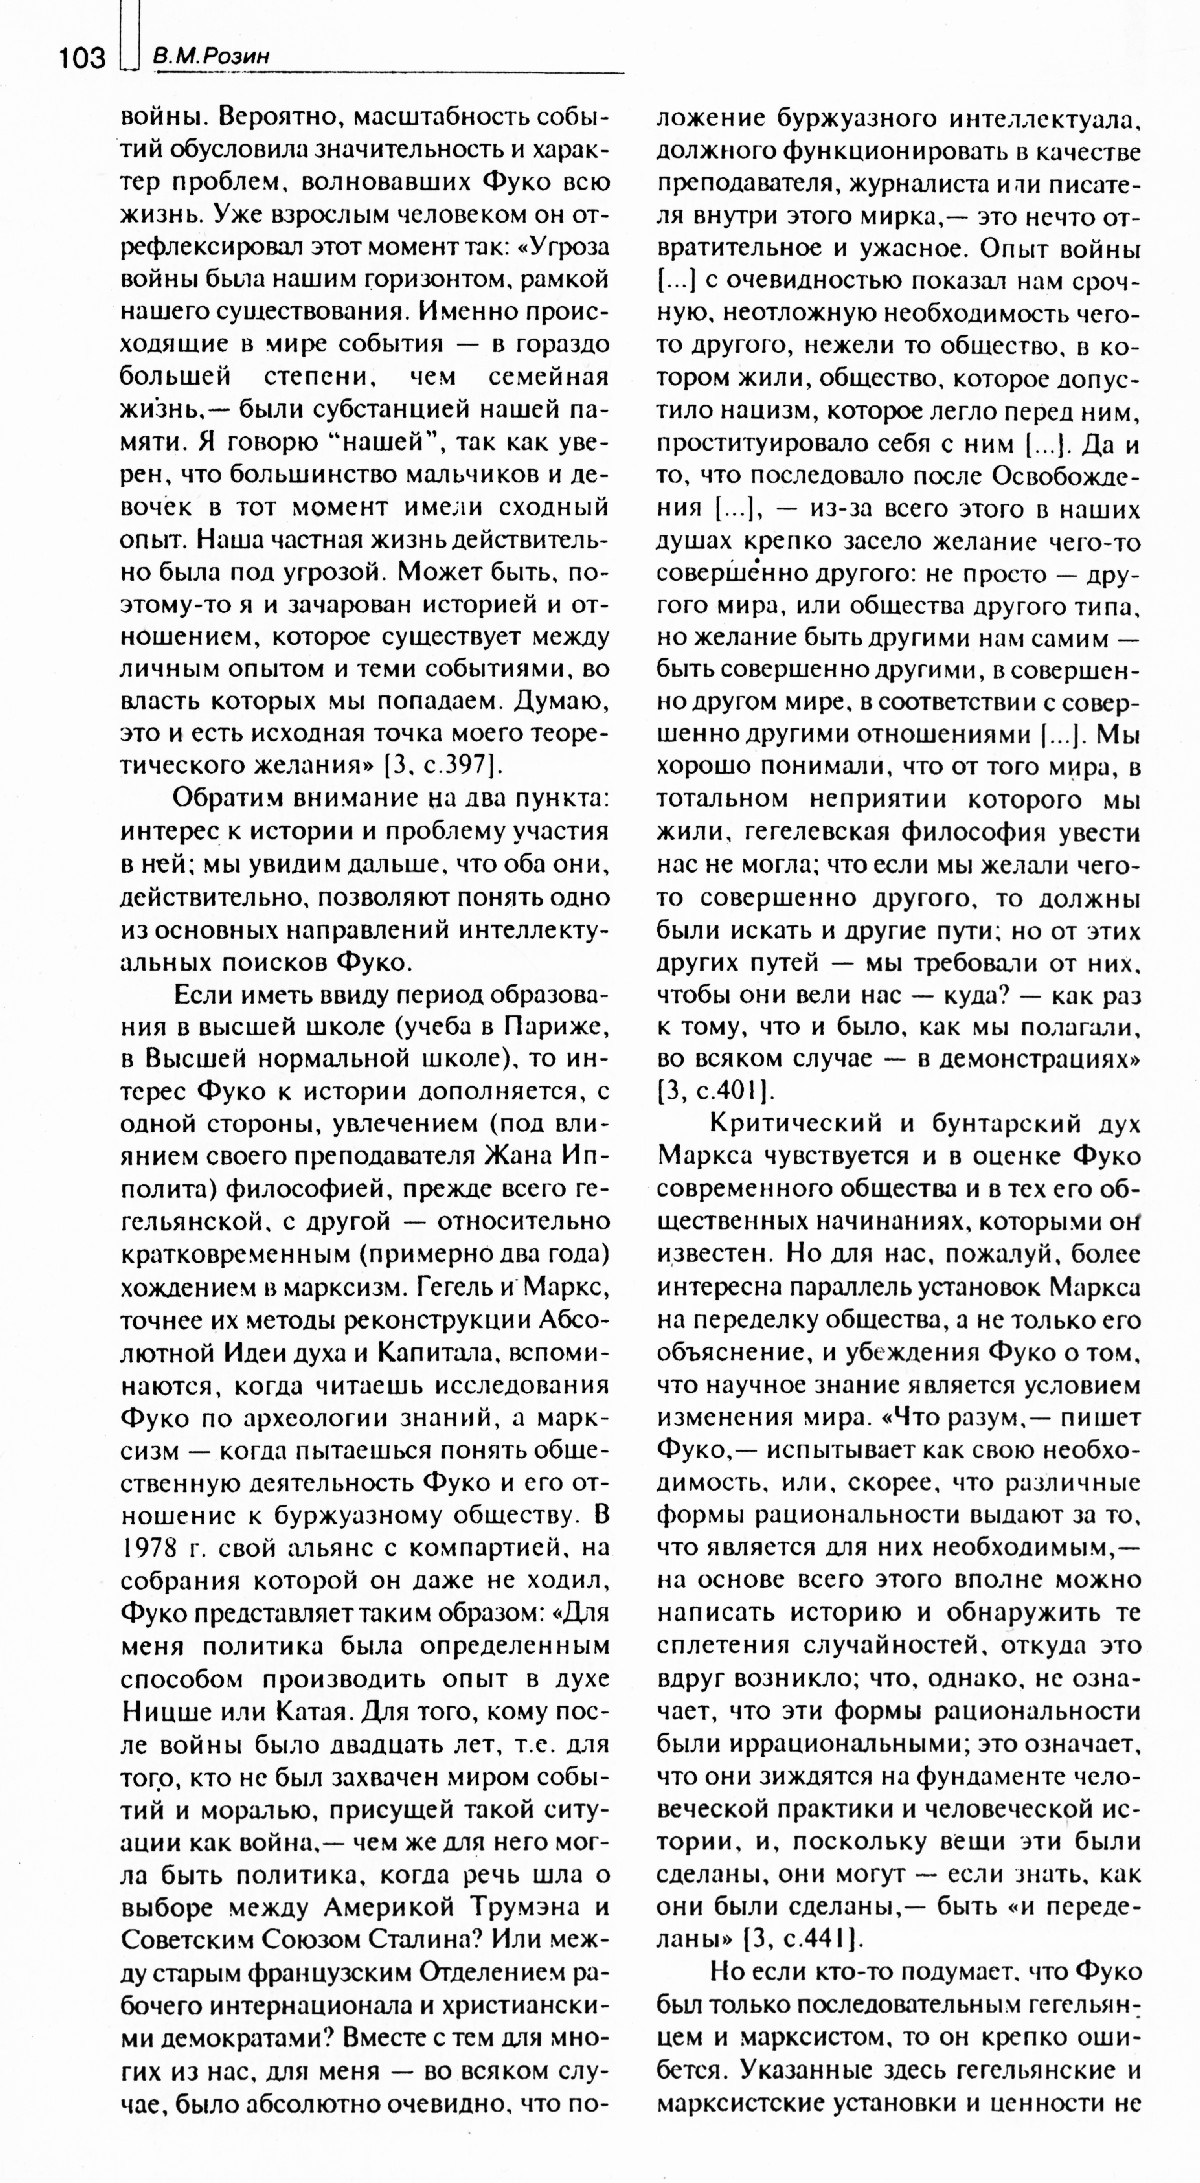 103
В.М.Розин
войны. Вероятно, масштабность собы-
тий обусловила значительность и харак-
тер проблем, волновавших Фуко всю
жизнь. Уже взрослым человеком он от-
рефлексировал этот момент так: «Угроза
войны была нашим горизонтом, рамкой
нашего существования. Именно проис-
ходящие в мире события — в гораздо
большей степени, чем семейная
жизнь,— были субстанцией нашей па-
мяти. Я говорю “нашей”, так как уве-
рен, что большинство мальчиков и де-
вочек в тот момент имели сходный
опыт. Наша частная жизнь действитель-
но была под угрозой. Может быть, по-
этому-то я и зачарован историей и от-
ношением, которое существует между
личным опытом и теми событиями, во
власть которых мы попадаем. Думаю,
это и есть исходная точка моего теоре-
тического желания» [3, с.397].
Обратим внимание на два пункта:
интерес к истории и проблему участия
в ней; мы увидим дальше, что оба они,
действительно, позволяют понять одно
из основных направлений интеллекту-
альных поисков Фуко.
Если иметь ввиду период образова-
ния в высшей школе (учеба в Париже,
в Высшей нормальной школе), то ин-
терес Фуко к истории дополняется, с
одной стороны, увлечением (под вли-
янием своего преподавателя Жана Ип-
полита) философией, прежде всего ге-
гельянской, с другой — относительно
кратковременным (примерно два года)
хождением в марксизм. Гегель и Маркс,
точнее их методы реконструкции Абсо-
лютной Идеи духа и Капитала, вспоми-
наются, когда читаешь исследования
Фуко по археологии знаний, а марк-
сизм — когда пытаешься понять обще-
ственную деятельность Фуко и его от-
ношение к буржуазному обществу. В
1978 г. свой альянс с компартией, на
собрания которой он даже не ходил,
Фуко представляет таким образом: «Для
меня политика была определенным
способом производить опыт в духе
Ницше или Катая. Для того, кому пос-
ле войны было двадцать лет, т.е. для
того, кто не был захвачен миром собы-
тий и моралью, присущей такой ситу-
ации как война,— чем же для него мог-
ла быть политика, когда речь шла о
выборе между Америкой Трумэна и
Советским Союзом Сталина? Или меж-
ду старым французским Отделением ра-
бочего интернационала и христиански-
ми демократами? Вместе с тем для мно-
гих из нас, для меня — во всяком слу-
чае, было абсолютно очевидно, что по-
ложение буржуазного интеллектуала,
должного функционировать в качестве
преподавателя, журналиста или писате-
ля внутри этого мирка,— это нечто от-
вратительное и ужасное. Опыт войны
[...] с очевидностью показал нам сроч-
ную, неотложную необходимость чего-
то другого, нежели то общество, в ко-
тором жили, общество, которое допус-
тило нацизм, которое легло перед ним,
проституировало себя с ним [...]. Да и
то, что последовало после Освобожде-
ния [...], — из-за всего этого в наших
душах крепко засело желание чего-то
совершенно другого: не просто — дру-
гого мира, или общества другого типа,
но желание быть другими нам самим —
быть совершенно другими, в совершен-
но другом мире, в соответствии с совер-
шенно другими отношениями [...]. Мы
хорошо понимали, что от того мира, в
тотальном неприятии которого мы
жили, гегелевская философия увести
нас не могла; что если мы желали чего-
то совершенно другого, то должны
были искать и другие пути; но от этих
других путей — мы требовали от них,
чтобы они вели нас — куда? — как раз
к тому, что и было, как мы полагали,
во всяком случае — в демонстрациях»
[3, с.401].
Критический и бунтарский дух
Маркса чувствуется и в оценке Фуко
современного общества и в тех его об-
щественных начинаниях, которыми он
известен. Но для нас, пожалуй, более
интересна параллель установок Маркса
на переделку общества, а не только его
объяснение, и убеждения Фуко о том,
что научное знание является условием
изменения мира. «Что разум,— пишет
Фуко,— испытывает как свою необхо-
димость, или, скорее, что различные
формы рациональности выдают за то,
что является для них необходимым,—
на основе всего этого вполне можно
написать историю и обнаружить те
сплетения случайностей, откуда это
вдруг возникло; что, однако, не озна-
чает, что эти формы рациональности
были иррациональными; это означает,
что они зиждятся на фундаменте чело-
веческой практики и человеческой ис-
тории, и, поскольку вещи эти были
сделаны, они могут — если знать, как
они были сделаны,— быть «и переде-
ланы» [3, с.441].
Но если кто-то подумает, что Фуко
был только последовательным гегельян-
цем и марксистом, то он крепко оши-
бется. Указанные здесь гегельянские и
марксистские установки и ценности не